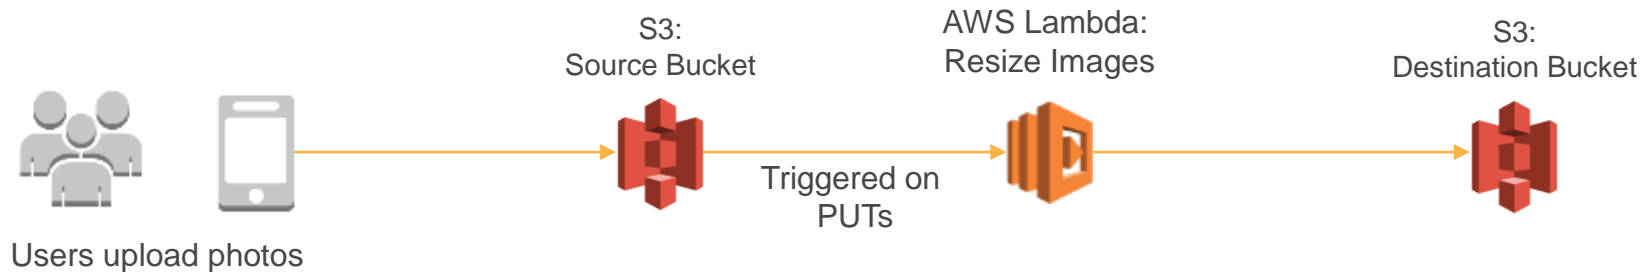 S3:
Source Bucket
AWS Lambda:
Resize Images
S3:
Destination Bucket
Triggered on
PUTs
Users upload photos